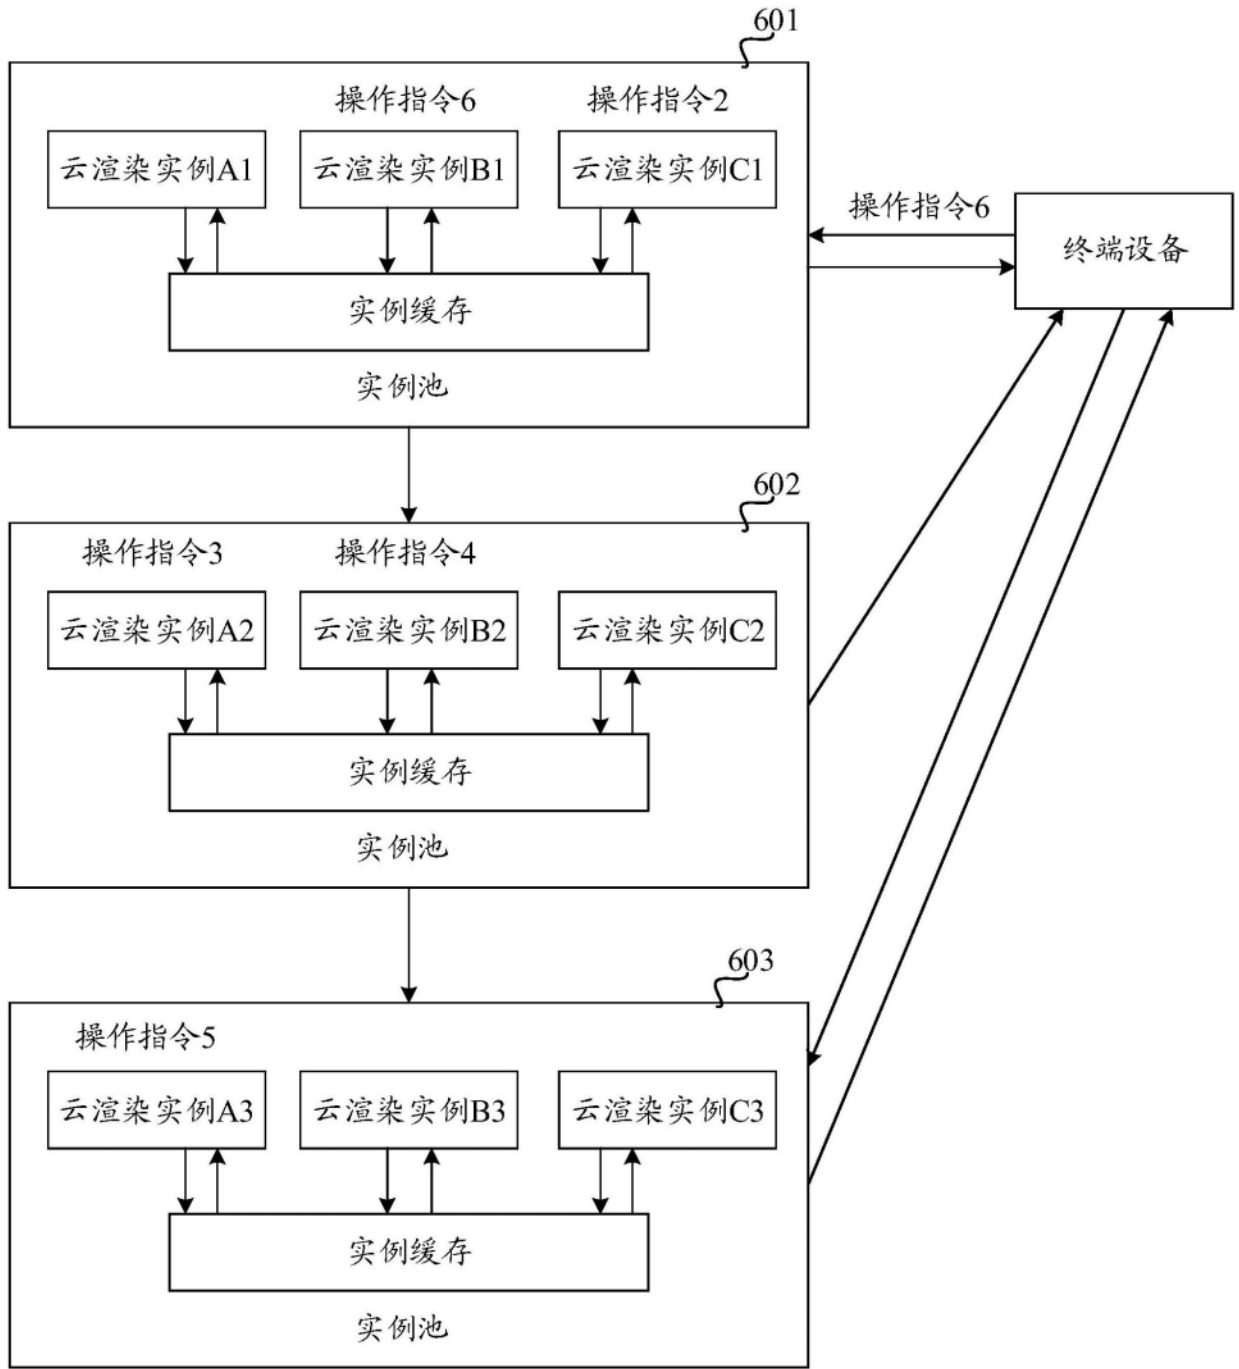 601
操作指令6
操作指令2
云渲染实例A1
云渲染实例B1
云渲染实例C1
实例缓存
实例池
操作指令6
终端设备
602
操作指令3
操作指令4
云渲染实例A2
云渲染实例B2
云渲染实例C2
实例缓存
实例池
603
操作指令5
云渲染实例A3
云渲染实例B3
云渲染实例C3
实例缓存
实例池